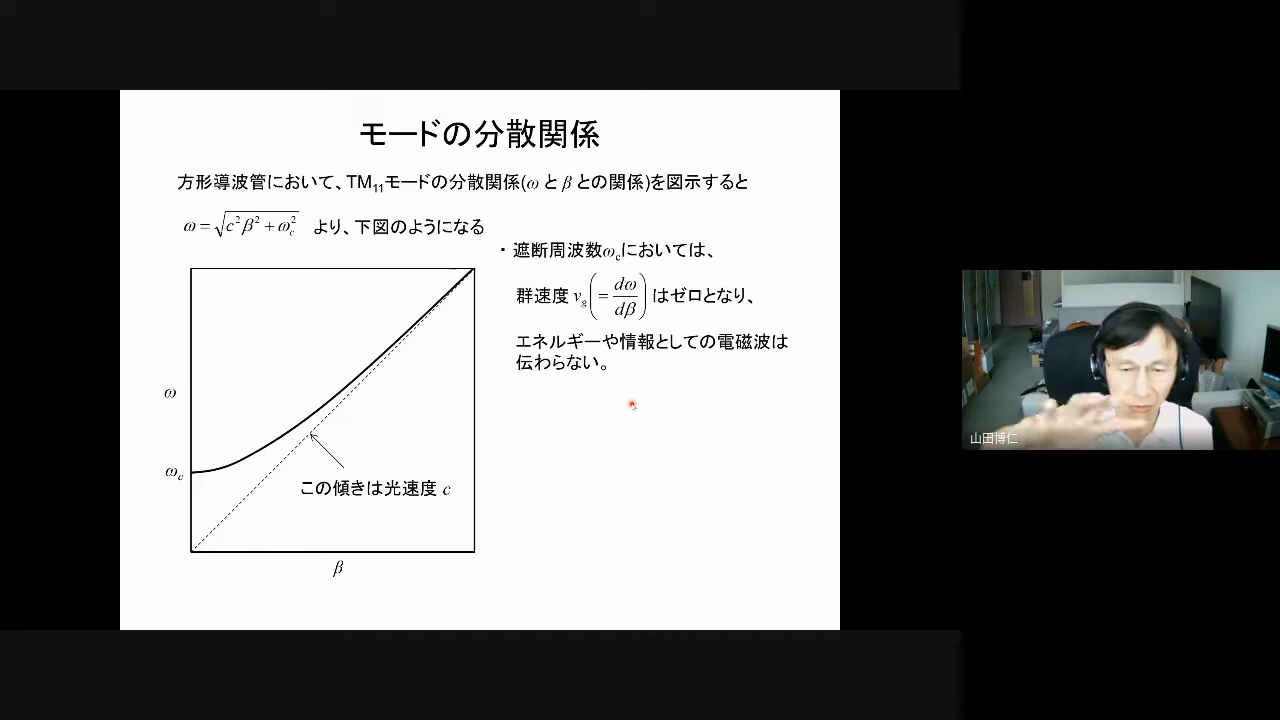 モードの分散関係
方形導波管において、TM₁₁モードの分散関係(ω と β との関係)を図示すると
ω = √(c²β² + ω_c²) より、下図のようになる
・遮断周波数ω_cにおいては、
群速度 v_g(= dω/dβ) はゼロとなり、
エネルギーや情報としての電磁波は
伝わらない。
ω
ω_c
この傾きは光速度 c
β
山田博仁